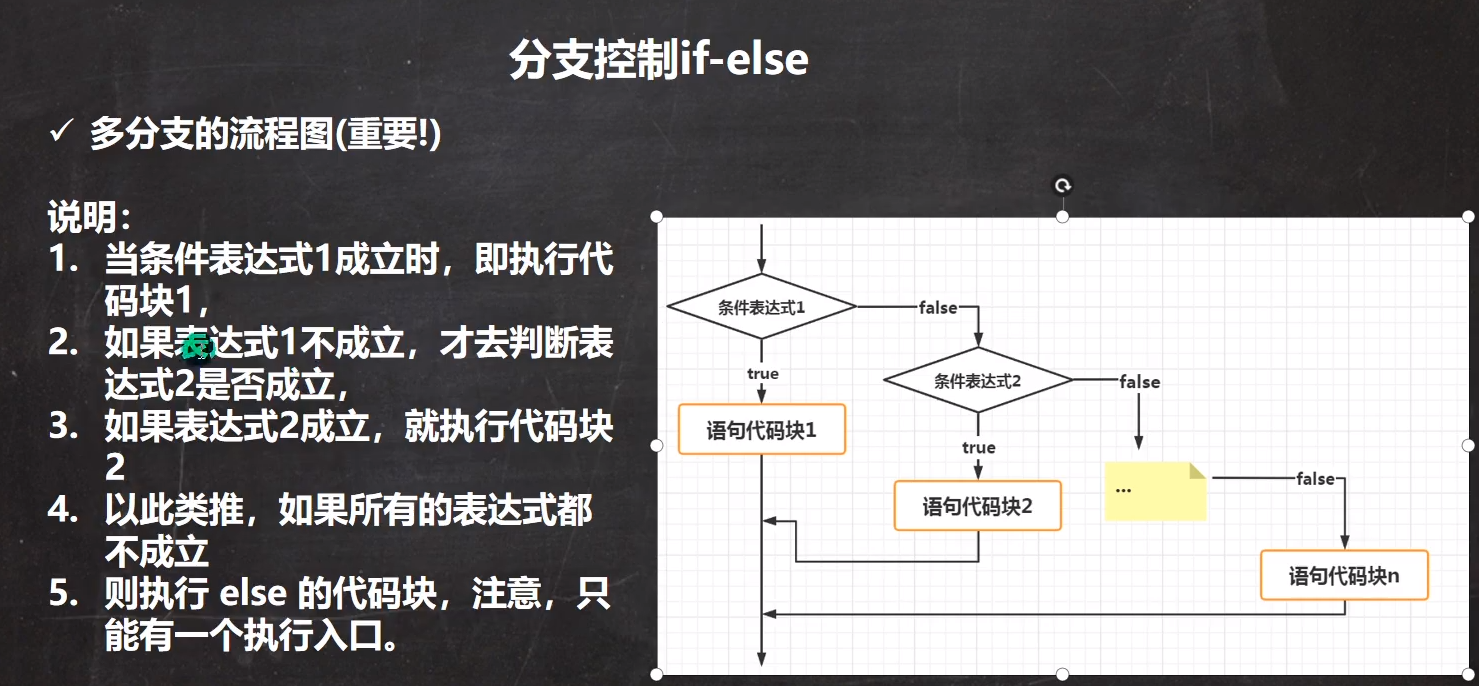 分支控制if-else
✓ 多分支的流程图(重要!)
说明：
1. 当条件表达式1成立时，即执行代
码块1，
2. 如果表达式1不成立，才去判断表
达式2是否成立，
3. 如果表达式2成立，就执行代码块
2
4. 以此类推，如果所有的表达式都
不成立
5. 则执行 else 的代码块，注意，只
能有一个执行入口。
条件表达式1
false
true
条件表达式2
false
语句代码块1
true
...
false
语句代码块2
语句代码块n